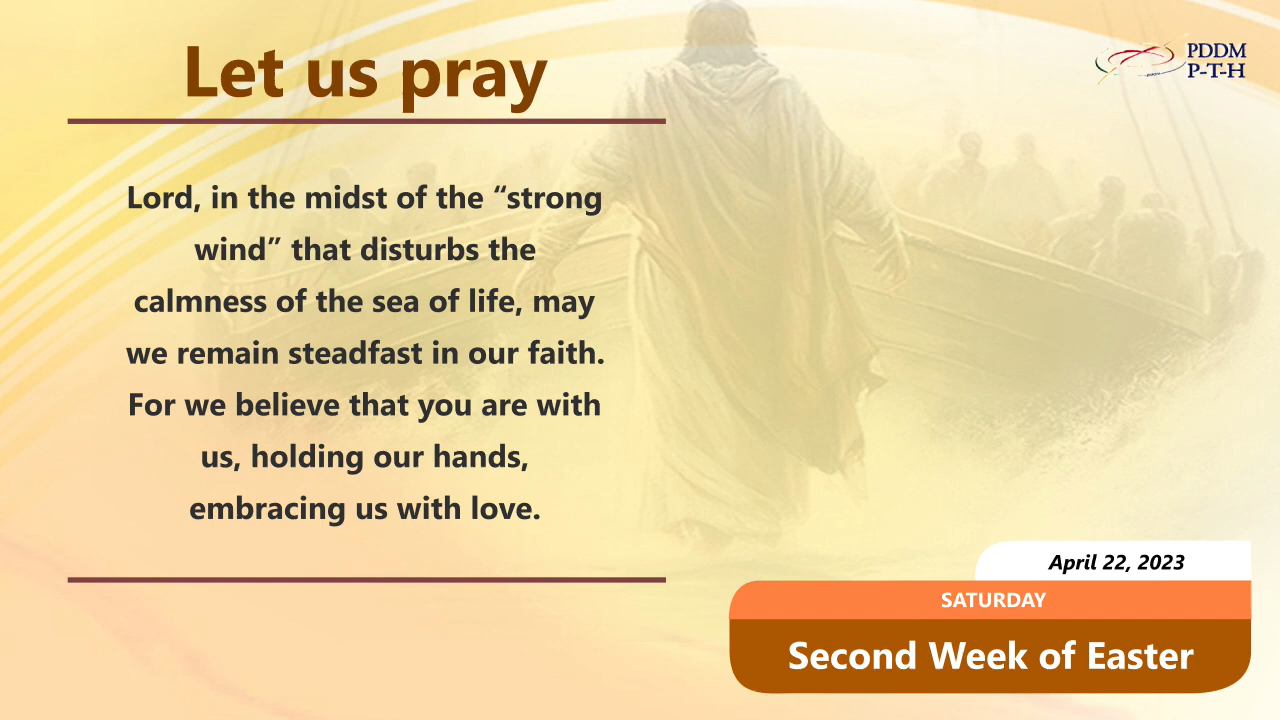 Let us pray
PDDM
P-T-H
Lord, in the midst of the “strong
wind” that disturbs the
calmness of the sea of life, may
we remain steadfast in our faith.
For we believe that you are with
us, holding our hands,
embracing us with love.
April 22, 2023
SATURDAY
Second Week of Easter